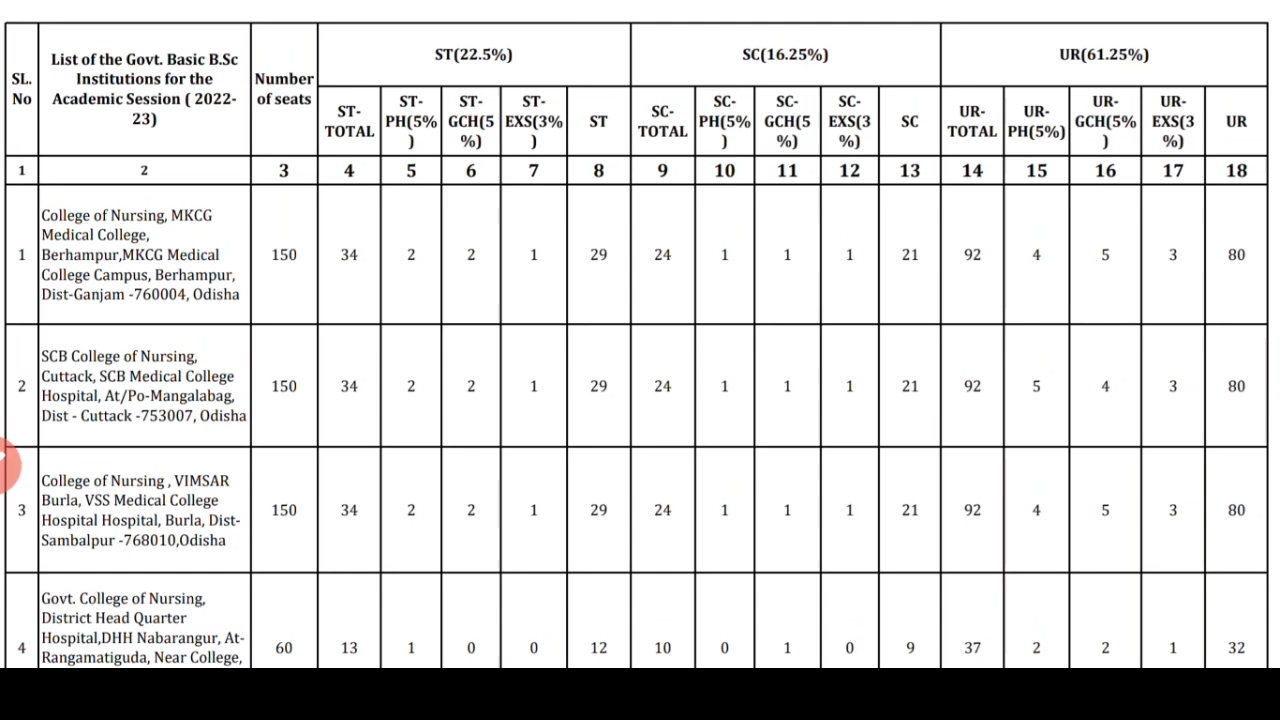 ST(22.5%) SC(16.25%) UR(61.25%)
SL. No List of the Govt. Basic B.Sc Institutions for the Academic Session ( 2022-23) Number of seats ST-TOTAL ST-PH(5%) ST-GCH(5%) ST-EXS(3%) ST SC-TOTAL SC-PH(5%) SC-GCH(5%) SC-EXS(3%) SC UR-TOTAL UR-PH(5%) UR-GCH(5%) UR-EXS(3%) UR
1 2 3 4 5 6 7 8 9 10 11 12 13 14 15 16 17 18
College of Nursing, MKCG
Medical College,
1 Berhampur,MKCG Medical 150 34 2 2 1 29 24 1 1 1 21 92 4 5 3 80
College Campus, Berhampur,
Dist-Ganjam -760004, Odisha
SCB College of Nursing,
Cuttack, SCB Medical College
2 Hospital, At/Po-Mangalabag, 150 34 2 2 1 29 24 1 1 1 21 92 5 4 3 80
Dist - Cuttack -753007, Odisha
College of Nursing , VIMSAR
Burla, VSS Medical College
3 Hospital Hospital, Burla, Dist- 150 34 2 2 1 29 24 1 1 1 21 92 4 5 3 80
Sambalpur -768010,Odisha
Govt. College of Nursing,
District Head Quarter
Hospital,DHH Nabarangur, At-
4 Rangamatiguda, Near College, 60 13 1 0 0 12 10 0 1 0 9 37 2 2 1 32